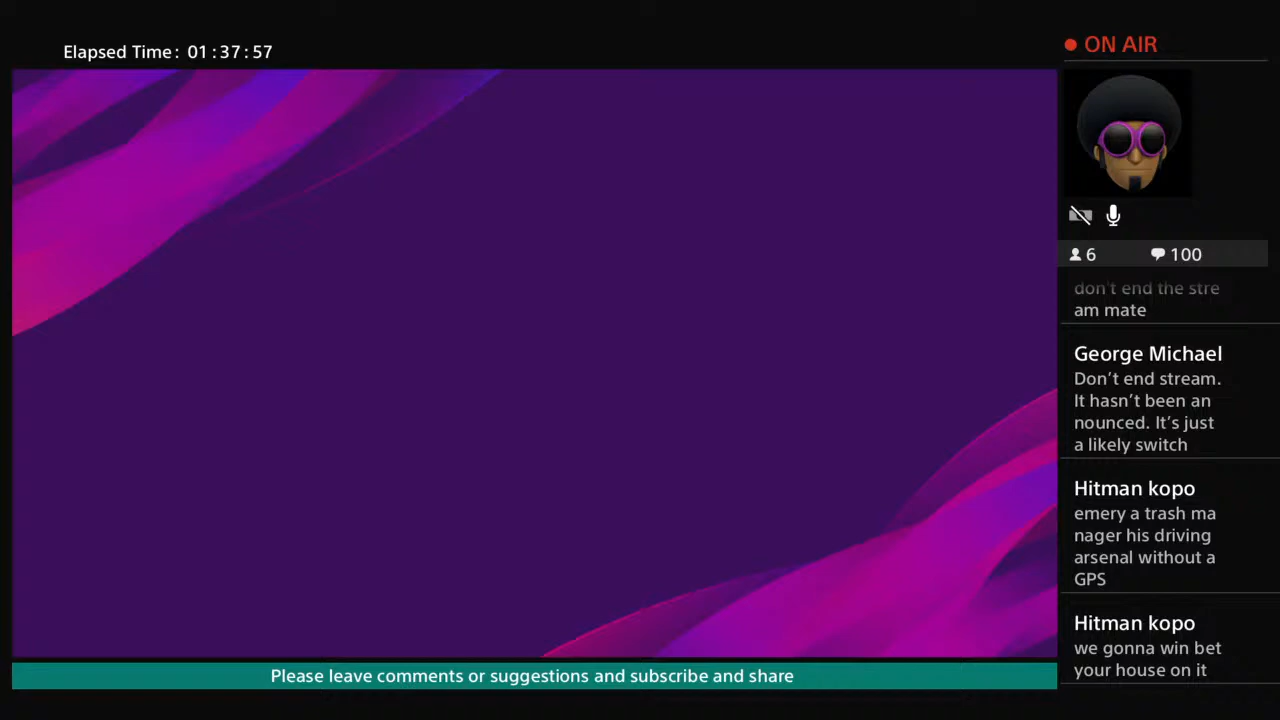 Elapsed Time: 01:37:57
ON AIR
6 100
don't end the stre
am mate
George Michael
Don't end stream.
It hasn't been an
nounced. It's just
a likely switch
Hitman kopo
emery a trash ma
nager his driving
arsenal without a
GPS
Hitman kopo
we gonna win bet
your house on it
Please leave comments or suggestions and subscribe and share